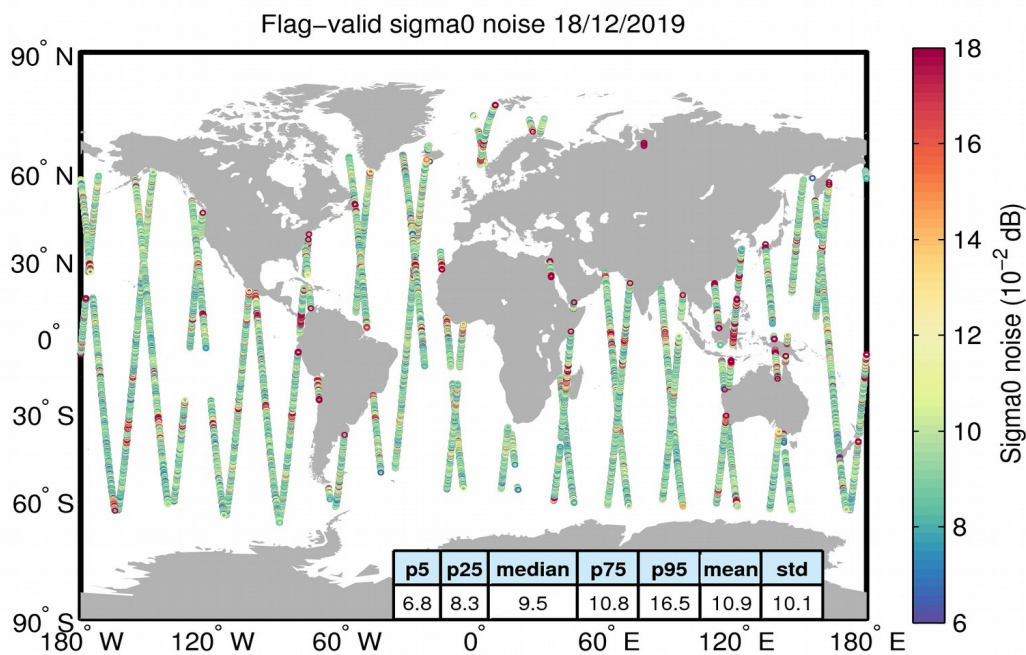 Flag−valid sigma0 noise 18/12/2019
90° N
60° N
30° N
0°
30° S
60° S
90° S
180° W
120° W
60° W
0°
60° E
120° E
180° E
p5 p25 median p75 p95 mean std
6.8 8.3 9.5 10.8 16.5 10.9 10.1
18
16
14
12
10
8
6
Sigma0 noise (10⁻² dB)